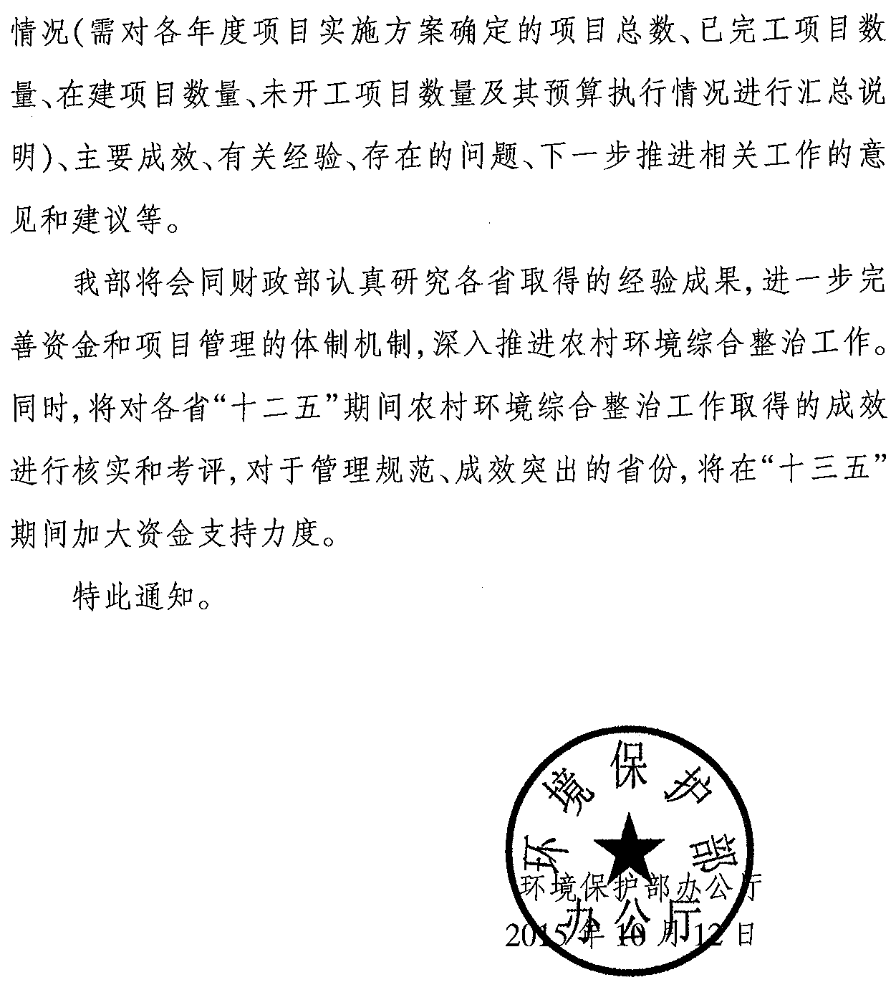 情况(需对各年度项目实施方案确定的项目总数、已完工项目数
量、在建项目数量、未开工项目数量及其预算执行情况进行汇总说
明)、主要成效、有关经验、存在的问题、下一步推进相关工作的意
见和建议等。
我部将会同财政部认真研究各省取得的经验成果,进一步完
善资金和项目管理的体制机制,深入推进农村环境综合整治工作。
同时,将对各省“十二五”期间农村环境综合整治工作取得的成效
进行核实和考评,对于管理规范、成效突出的省份,将在“十三五”
期间加大资金支持力度。
特此通知。
环境保护部
环境保护部办公厅
办公厅
2015年10月12日